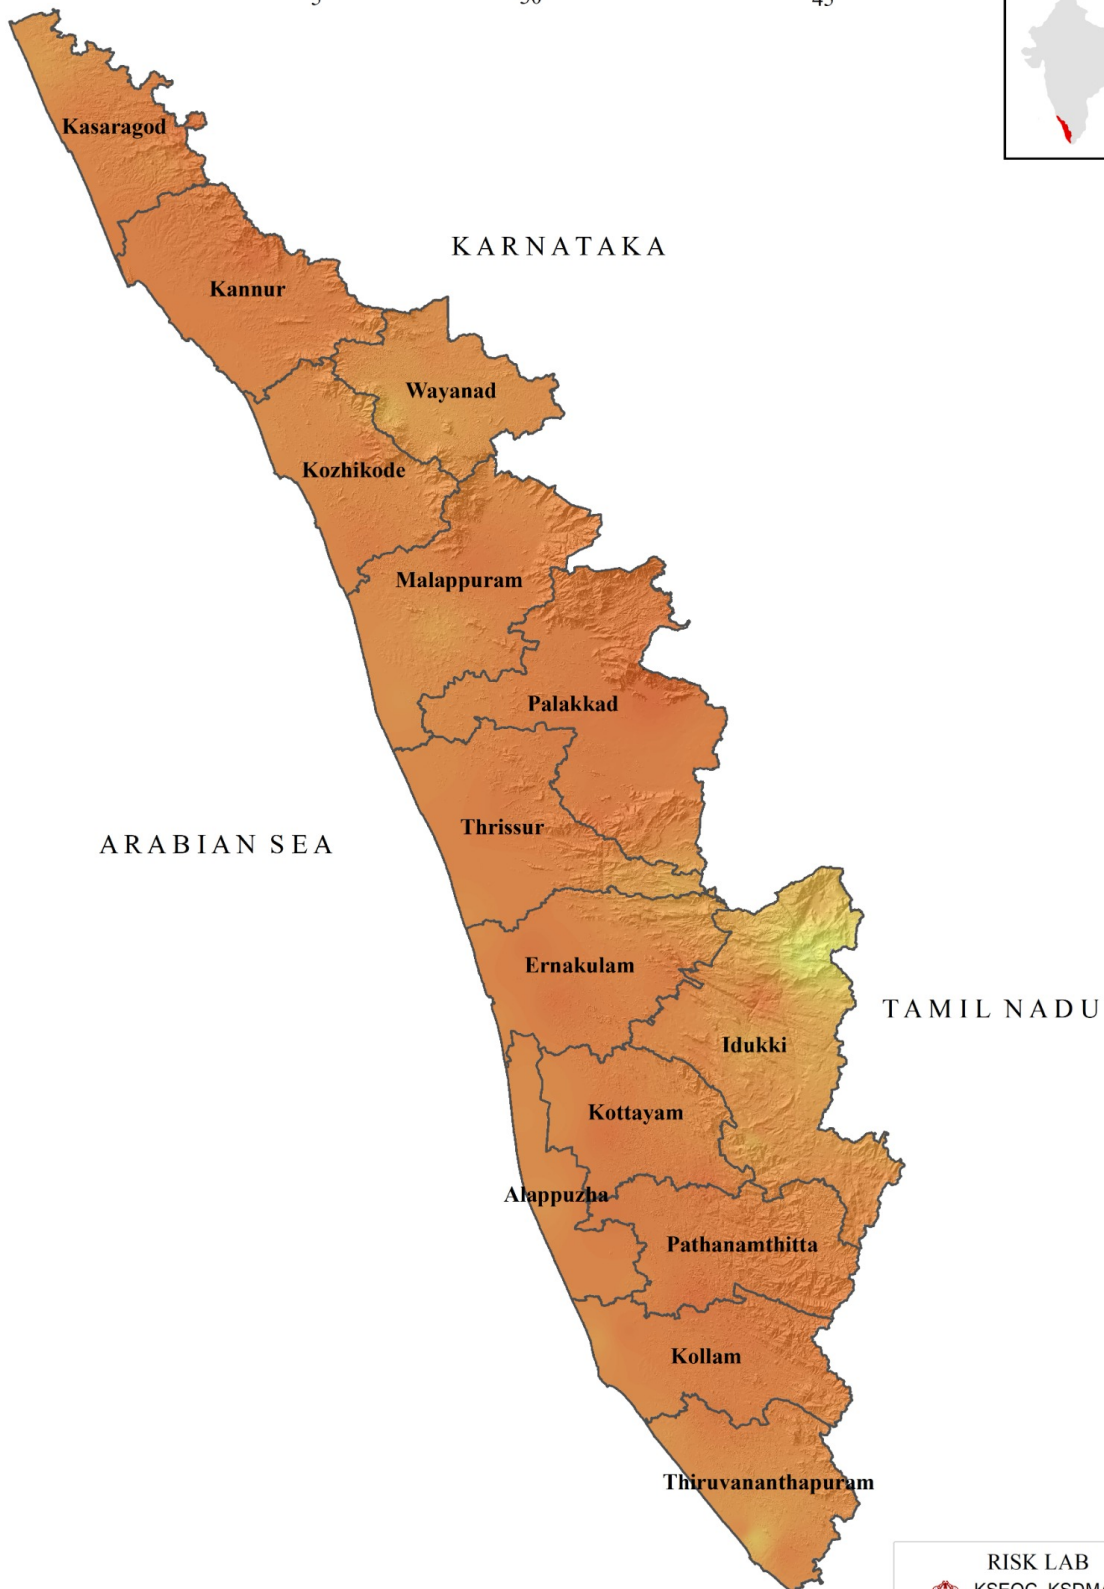 Kasaragod
KARNATAKA
Kannur
Wayanad
Kozhikode
Malappuram
Palakkad
Thrissur
ARABIAN SEA
Ernakulam
TAMIL NADU
Idukki
Kottayam
Alappuzha
Pathanamthitta
Kollam
Thiruvananthapuram
RISK LAB